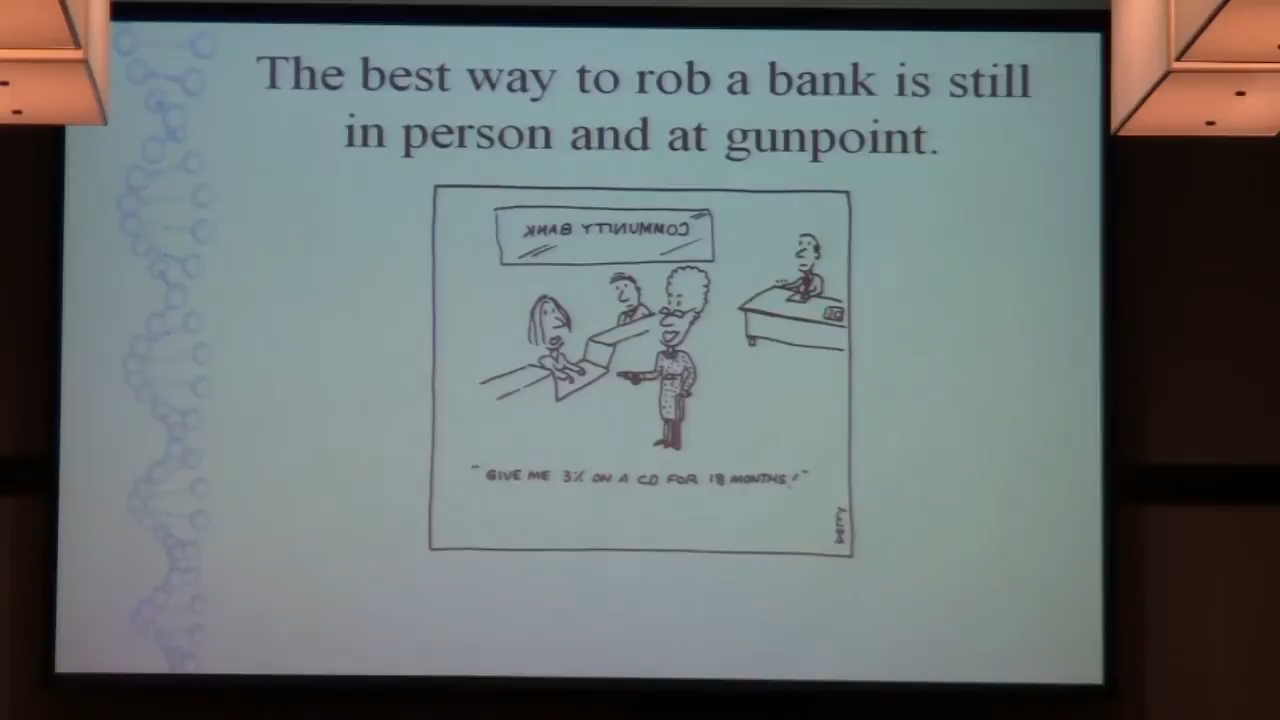 The best way to rob a bank is still
in person and at gunpoint.
COMMUNITY BANK
"GIVE ME 3% ON A CD FOR 18 MONTHS!"
berry